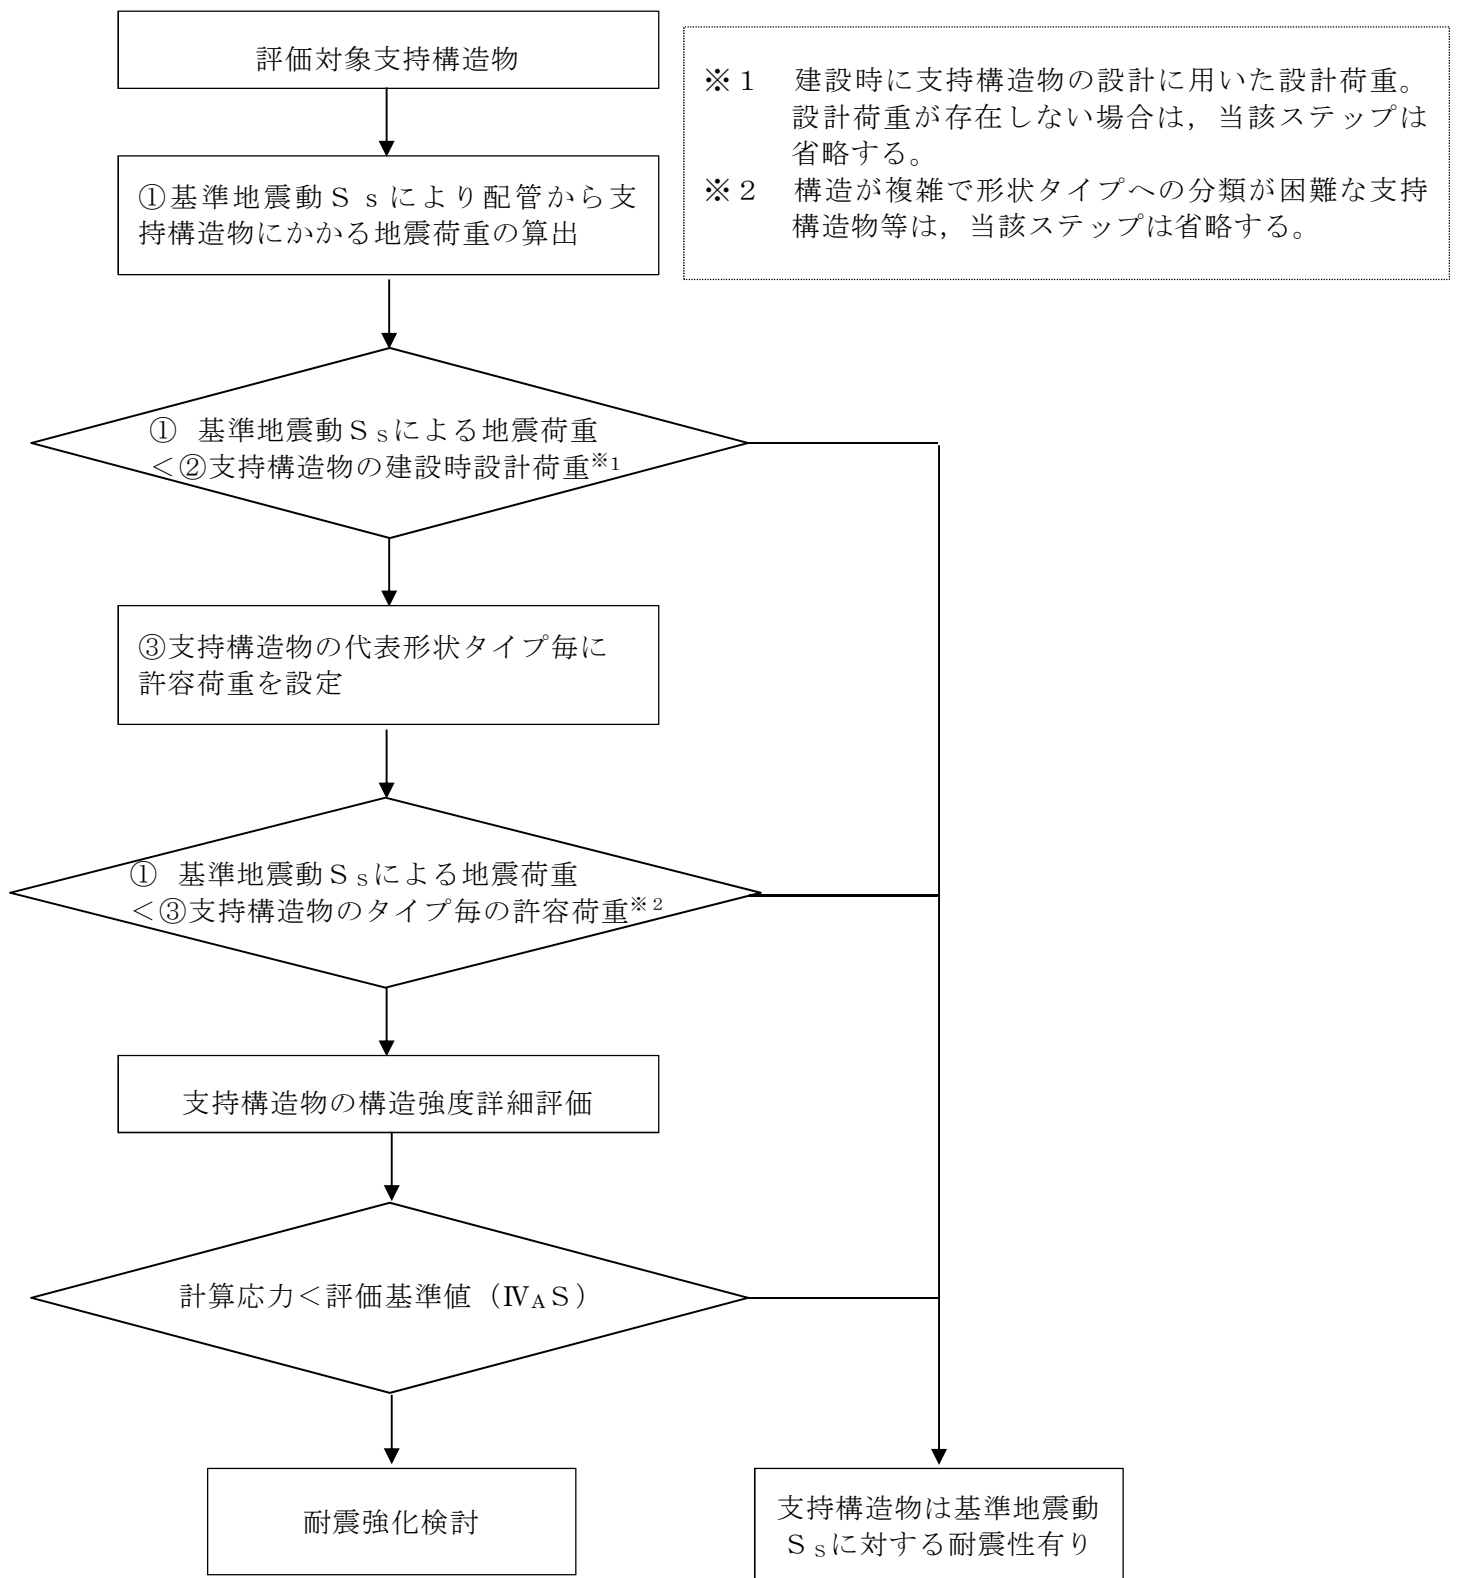 評価対象支持構造物
※１　建設時に支持構造物の設計に用いた設計荷重。
設計荷重が存在しない場合は，当該ステップは
省略する。
※２　構造が複雑で形状タイプへの分類が困難な支持
構造物等は，当該ステップは省略する。
①基準地震動Ｓｓにより配管から支
持構造物にかかる地震荷重の算出
①　基準地震動Ｓsによる地震荷重
＜②支持構造物の建設時設計荷重※1
③支持構造物の代表形状タイプ毎に
許容荷重を設定
①　基準地震動Ｓsによる地震荷重
＜③支持構造物のタイプ毎の許容荷重※２
支持構造物の構造強度詳細評価
計算応力＜評価基準値（ⅣAＳ）
耐震強化検討
支持構造物は基準地震動
Ｓsに対する耐震性有り